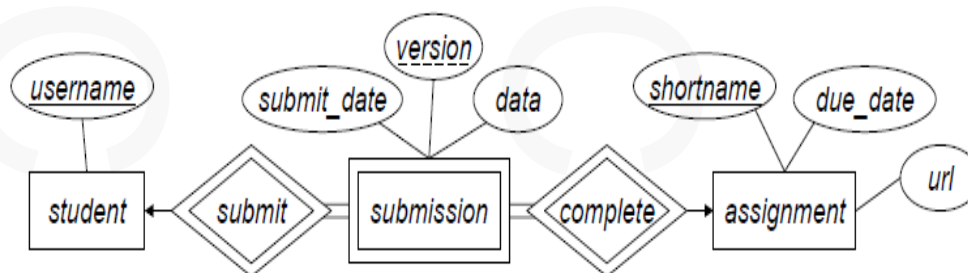 version
username
submit_date
data
shortname
due_date
url
student
submit
submission
complete
assignment